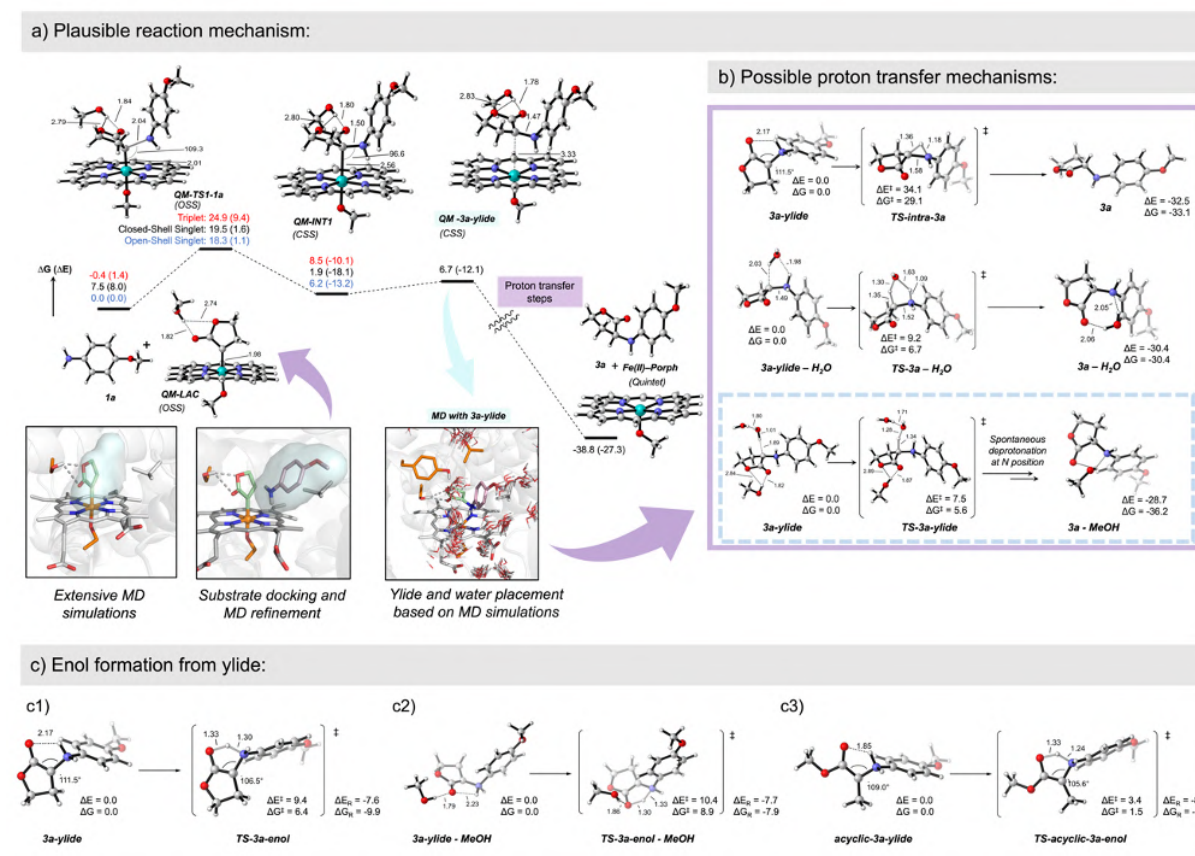 a) Plausible reaction mechanism:
1.84
2.79
2.04
109.3
2.01
QM-TS1-1a
(OSS)
Triplet: 24.9 (9.4)
Closed-Shell Singlet: 19.5 (1.6)
Open-Shell Singlet: 18.3 (1.1)
2.80
1.80
1.50
96.6
2.56
QM-INT1
(CSS)
2.83
1.78
1.47
3.33
QM -3a-ylide
(CSS)
ΔG (ΔE)
-0.4 (1.4)
7.5 (8.0)
0.0 (0.0)
8.5 (-10.1)
1.9 (-18.1)
6.2 (-13.2)
6.7 (-12.1)
Proton transfer
steps
+
1a
2.74
1.82
1.98
QM-LAC
(OSS)
3a + Fe(II)–Porph
(Quintet)
-38.8 (-27.3)
MD with 3a-ylide
Extensive MD
simulations
Substrate docking and
MD refinement
Ylide and water placement
based on MD simulations
b) Possible proton transfer mechanisms:
2.17
111.5°
ΔE = 0.0
ΔG = 0.0
3a-ylide
1.36
1.18
1.58
‡
ΔE‡ = 34.1
ΔG‡ = 29.1
TS-intra-3a
3a
ΔE = -32.5
ΔG = -33.1
2.03
1.98
1.49
ΔE = 0.0
ΔG = 0.0
3a-ylide – H2O
1.30
1.63
1.09
1.35
1.52
‡
ΔE‡ = 9.2
ΔG‡ = 6.7
TS-3a – H2O
2.05
2.06
ΔE = -30.4
ΔG = -30.4
3a – H2O
1.80
1.82
ΔE = 0.0
ΔG = 0.0
3a-ylide
1.71
1.34
‡
ΔE‡ = 7.5
ΔG‡ = 5.6
TS-3a-ylide
Spontaneous
deprotonation
at N position
ΔE = -28.7
ΔG = -36.2
3a - MeOH
c) Enol formation from ylide:
c1)
2.17
111.5°
ΔE = 0.0
ΔG = 0.0
3a-ylide
1.33
1.30
106.5°
‡
ΔE‡ = 9.4
ΔG‡ = 6.4
TS-3a-enol
ΔER = -7.6
ΔGR = -9.9
c2)
1.79
2.23
ΔE = 0.0
ΔG = 0.0
3a-ylide - MeOH
1.86
1.30
1.33
‡
ΔE‡ = 10.4
ΔG‡ = 8.9
TS-3a-enol - MeOH
ΔER = -7.7
ΔGR = -7.9
c3)
1.85
109.0°
ΔE = 0.0
ΔG = 0.0
acyclic-3a-ylide
1.33
1.24
105.6°
‡
ΔE‡ = 3.4
ΔG‡ = 1.5
TS-acyclic-3a-enol
ΔER = -
ΔGR = -